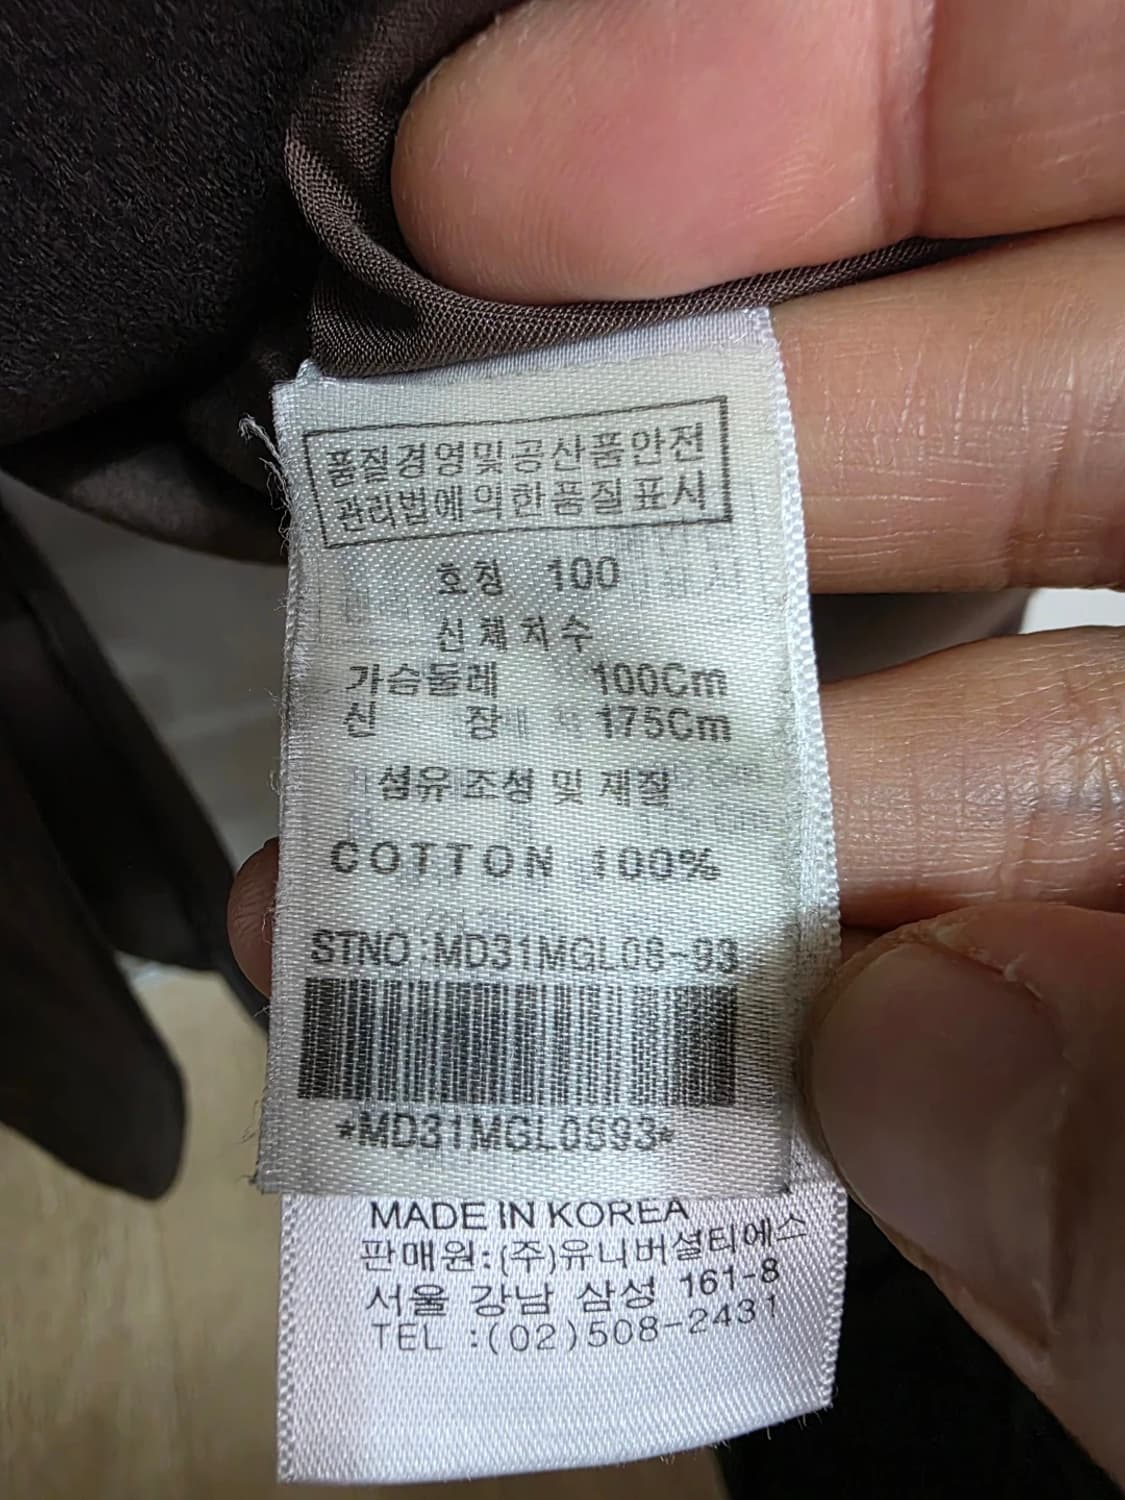 품질경영및공산품안전
관리법에의한품질표시
호칭 100
신체치수
가슴둘레 100Cm
신 장 175Cm
섬유 조성 및 재질
COTTON 100%
STNO:MD31MGL08-93
*MD31MGL0893*
MADE IN KOREA
판매원:(주)유니버설티에스
서울 강남 삼성 161-8
TEL :(02)508-2431